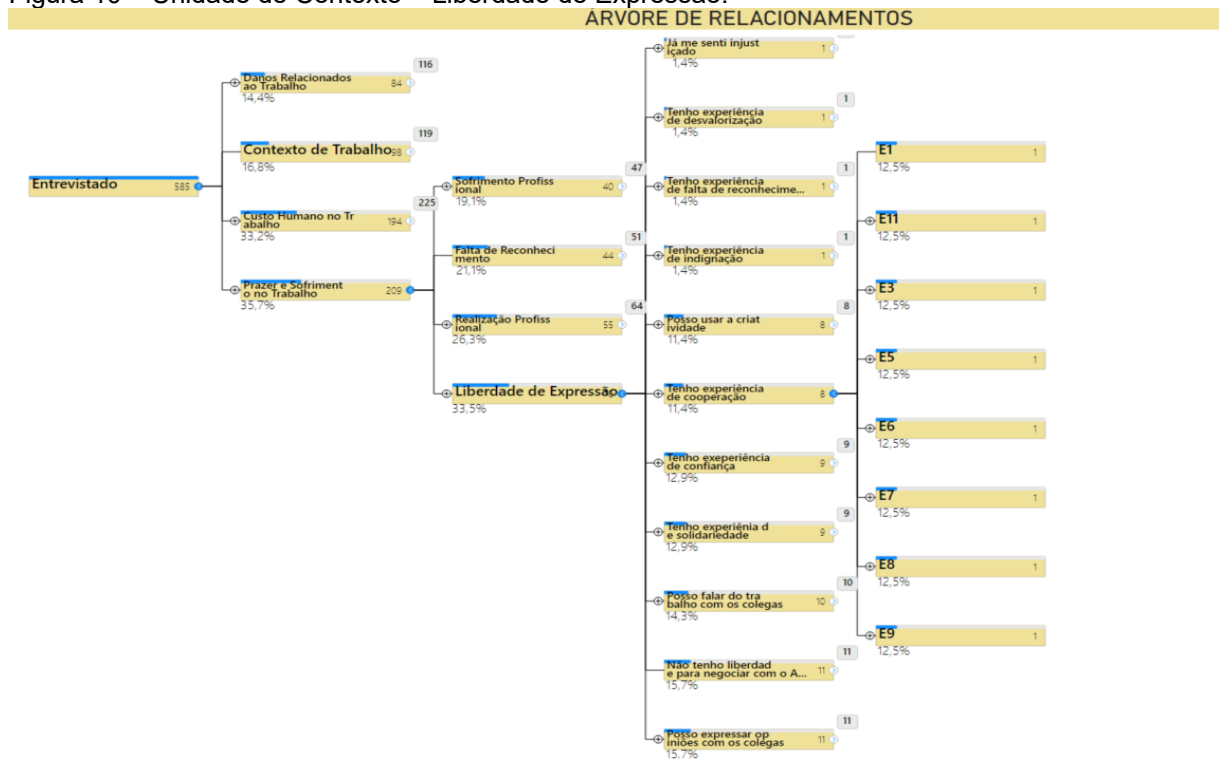 Figura 10 – Unidade de Contexto – Liberdade de Expressão.
ÁRVORE DE RELACIONAMENTOS
Entrevistado 585
116
Danos Relacionados
ao Trabalho 84
14,4%
119
Contexto de Trabalho 98
16,8%
Custo Humano no Tr
abalho 194
33,2%
Prazer e Sofriment
o no Trabalho 209
35,7%
225
Sofrimento Profiss
ional 40
19,1%
47
Falta de Reconheci
mento 44
21,1%
51
Realização Profiss
ional 55
26,3%
64
Liberdade de Expressão
33,5%
Já me senti injust
içado 1
1,4%
1
Tenho experiência
de desvalorização 1
1,4%
1
Tenho experiência
de falta de reconhecime... 1
1,4%
1
Tenho experiência
de indignação 1
1,4%
8
Posso usar a criat
ividade 8
11,4%
Tenho experiência
de cooperação 8
11,4%
9
Tenho exeperiência
de confiança 9
12,9%
9
Tenho experiênia d
e solidariedade 9
12,9%
10
Posso falar do tra
balho com os colegas 10
14,3%
11
Não tenho liberdad
e para negociar com o A... 11
15,7%
11
Posso expressar op
iniões com os colegas 11
15,7%
E1 1
12,5%
E11 1
12,5%
E3 1
12,5%
E5 1
12,5%
E6 1
12,5%
E7 1
12,5%
E8 1
12,5%
E9 1
12,5%